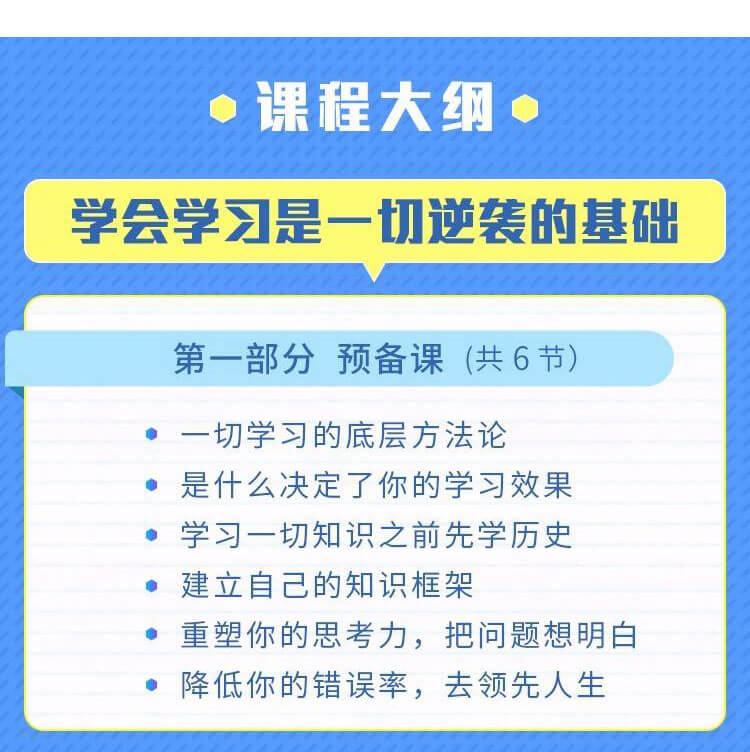 课程大纲
学会学习是一切逆袭的基础
第一部分 预备课 (共6节)
一切学习的底层方法论
是什么决定了你的学习效果
学习一切知识之前先学历史
建立自己的知识框架
重塑你的思考力，把问题想明白
降低你的错误率，去领先人生